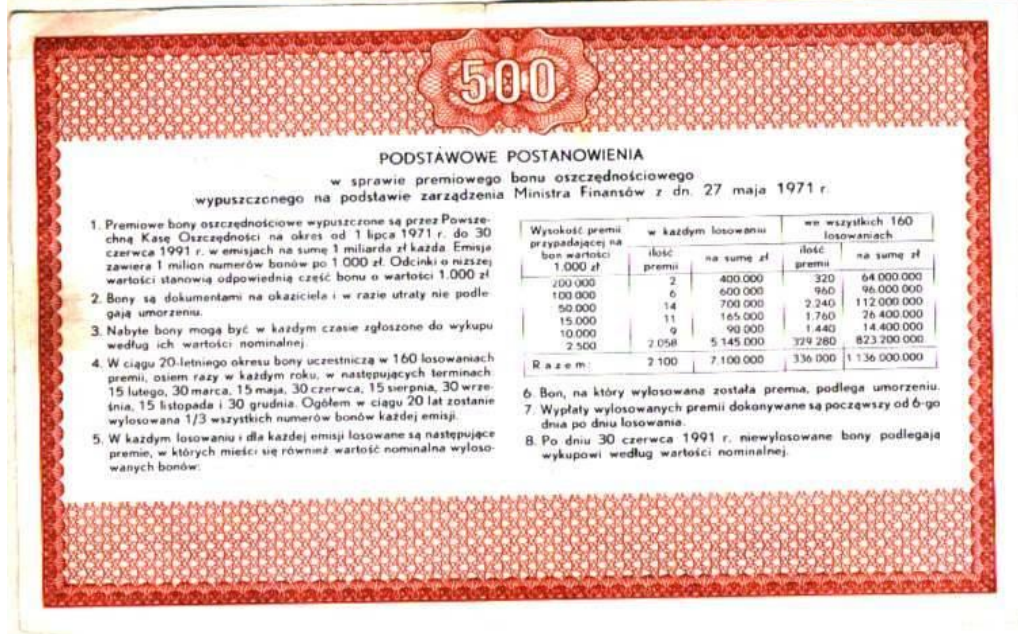 500
PODSTAWOWE POSTANOWIENIA
w sprawie premiowego bonu oszczędnościowego
wypuszczonego na podstawie zarządzenia Ministra Finansów z dn. 27 maja 1971 r.
1. Premiowe bony oszczędnościowe wypuszczone są przez Powsze-
chną Kasę Oszczędności na okres od 1 lipca 1971 r. do 30
czerwca 1991 r. w emisjach na sumę 1 miliarda zł każda. Emisja
zawiera 1 milion numerów bonów po 1 000 zł. Odcinki o niższej
wartości stanowią odpowiednią część bonu o wartości 1.000 zł
2. Bony są dokumentami na okaziciela i w razie utraty nie podle-
gają umorzeniu.
3. Nabyte bony mogą być w każdym czasie zgłoszone do wykupu
według ich wartości nominalnej.
4. W ciągu 20-letniego okresu bony uczestniczą w 160 losowaniach
premii, osiem razy w każdym roku, w następujących terminach
15 lutego, 30 marca, 15 maja, 30 czerwca, 15 sierpnia, 30 wrze-
śnia, 15 listopada i 30 grudnia. Ogółem w ciągu 20 lat zostanie
wylosowana 1/3 wszystkich numerów bonów każdej emisji.
5. W każdym losowaniu i dla każdej emisji losowane są następujące
premie, w których mieści się również wartość nominalna wyloso-
wanych bonów:
Wysokość premii przypadającej na bon wartości 1.000 zł | w każdym losowaniu | we wszystkich 160 losowaniach
ilość premii | na sumę zł | ilość premii | na sumę zł
200 000 | 2 | 400.000 | 320 | 64.000.000
100 000 | 6 | 600 000 | 960 | 96.000 000
50.000 | 14 | 700 000 | 2.240 | 112 000 000
15.000 | 11 | 165 000 | 1.760 | 26 400.000
10.000 | 9 | 90 000 | 1.440 | 14.400.000
2 500 | 2 058 | 5 145 000 | 329 280 | 823 200 000
Razem: | 2 100 | 7.100 000 | 336 000 | 1 136 000.000
6. Bon, na który wylosowana została premia, podlega umorzeniu.
7. Wypłaty wylosowanych premii dokonywane są począwszy od 6-go
dnia po dniu losowania.
8. Po dniu 30 czerwca 1991 r. niewylosowane bony podlegają
wykupowi według wartości nominalnej.